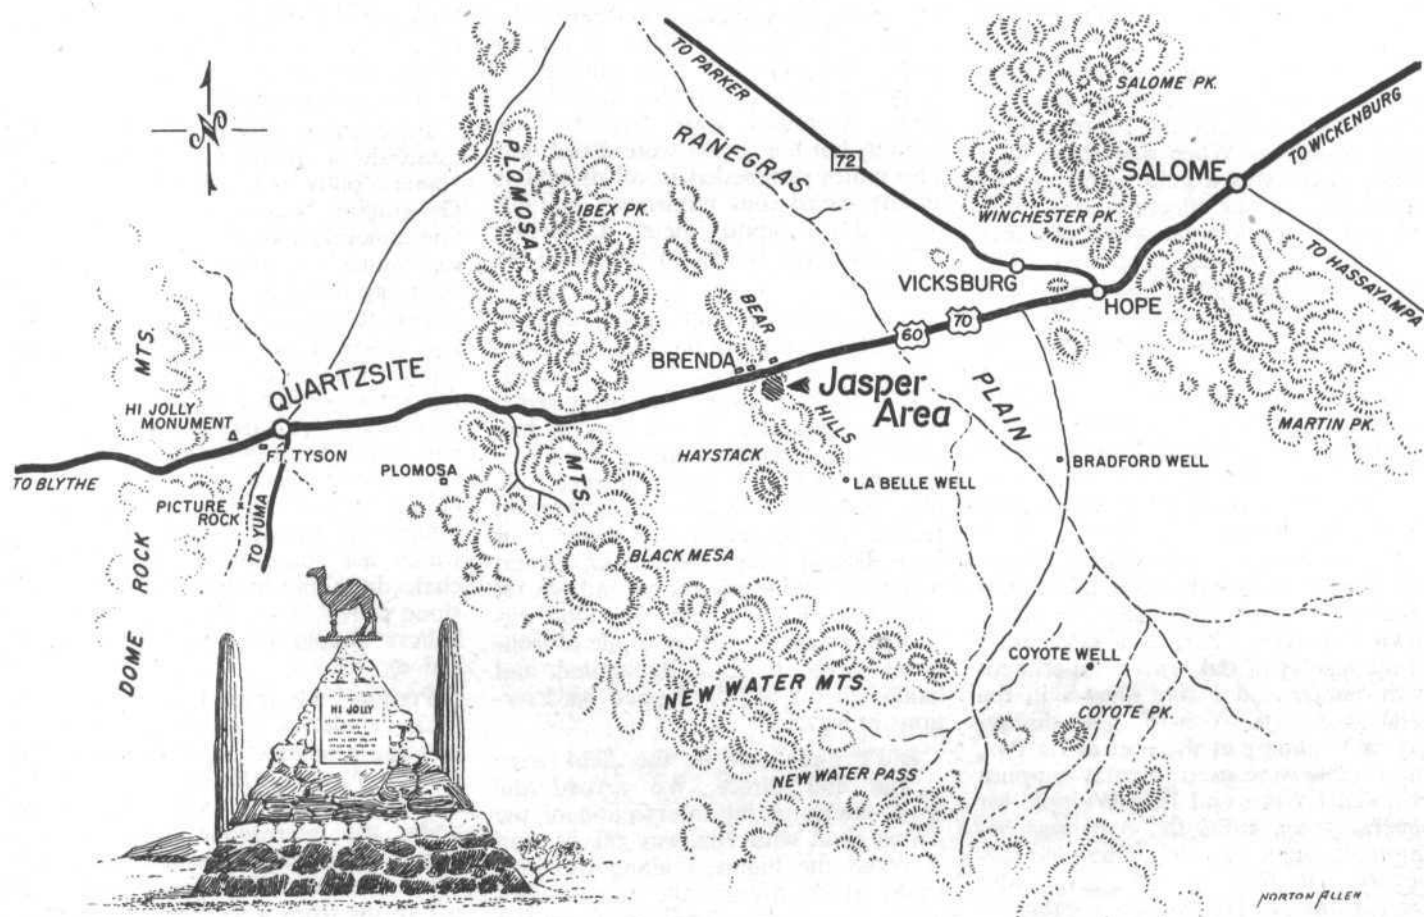 TO PARKER
SALOME PK.
N
RANEGRAS
72
TO WICKENBURG
SALOME
PLOMOSA
IBEX PK.
WINCHESTER PK.
TO HASSAYAMPA
VICKSBURG
HOPE
BEAR
60
70
MTS.
BRENDA
QUARTZSITE
Jasper
Area
PLAIN
HI JOLLY
MONUMENT
HILLS
MARTIN PK.
FT. TYSON
HAYSTACK
BRADFORD WELL
PLOMOSA
MTS.
LA BELLE WELL
TO BLYTHE
PICTURE
ROCK
TO YUMA
BLACK MESA
DOME ROCK
COYOTE WELL
NEW WATER MTS.
HI JOLLY
COYOTE PK.
NEW WATER PASS
NORTON ALLEN